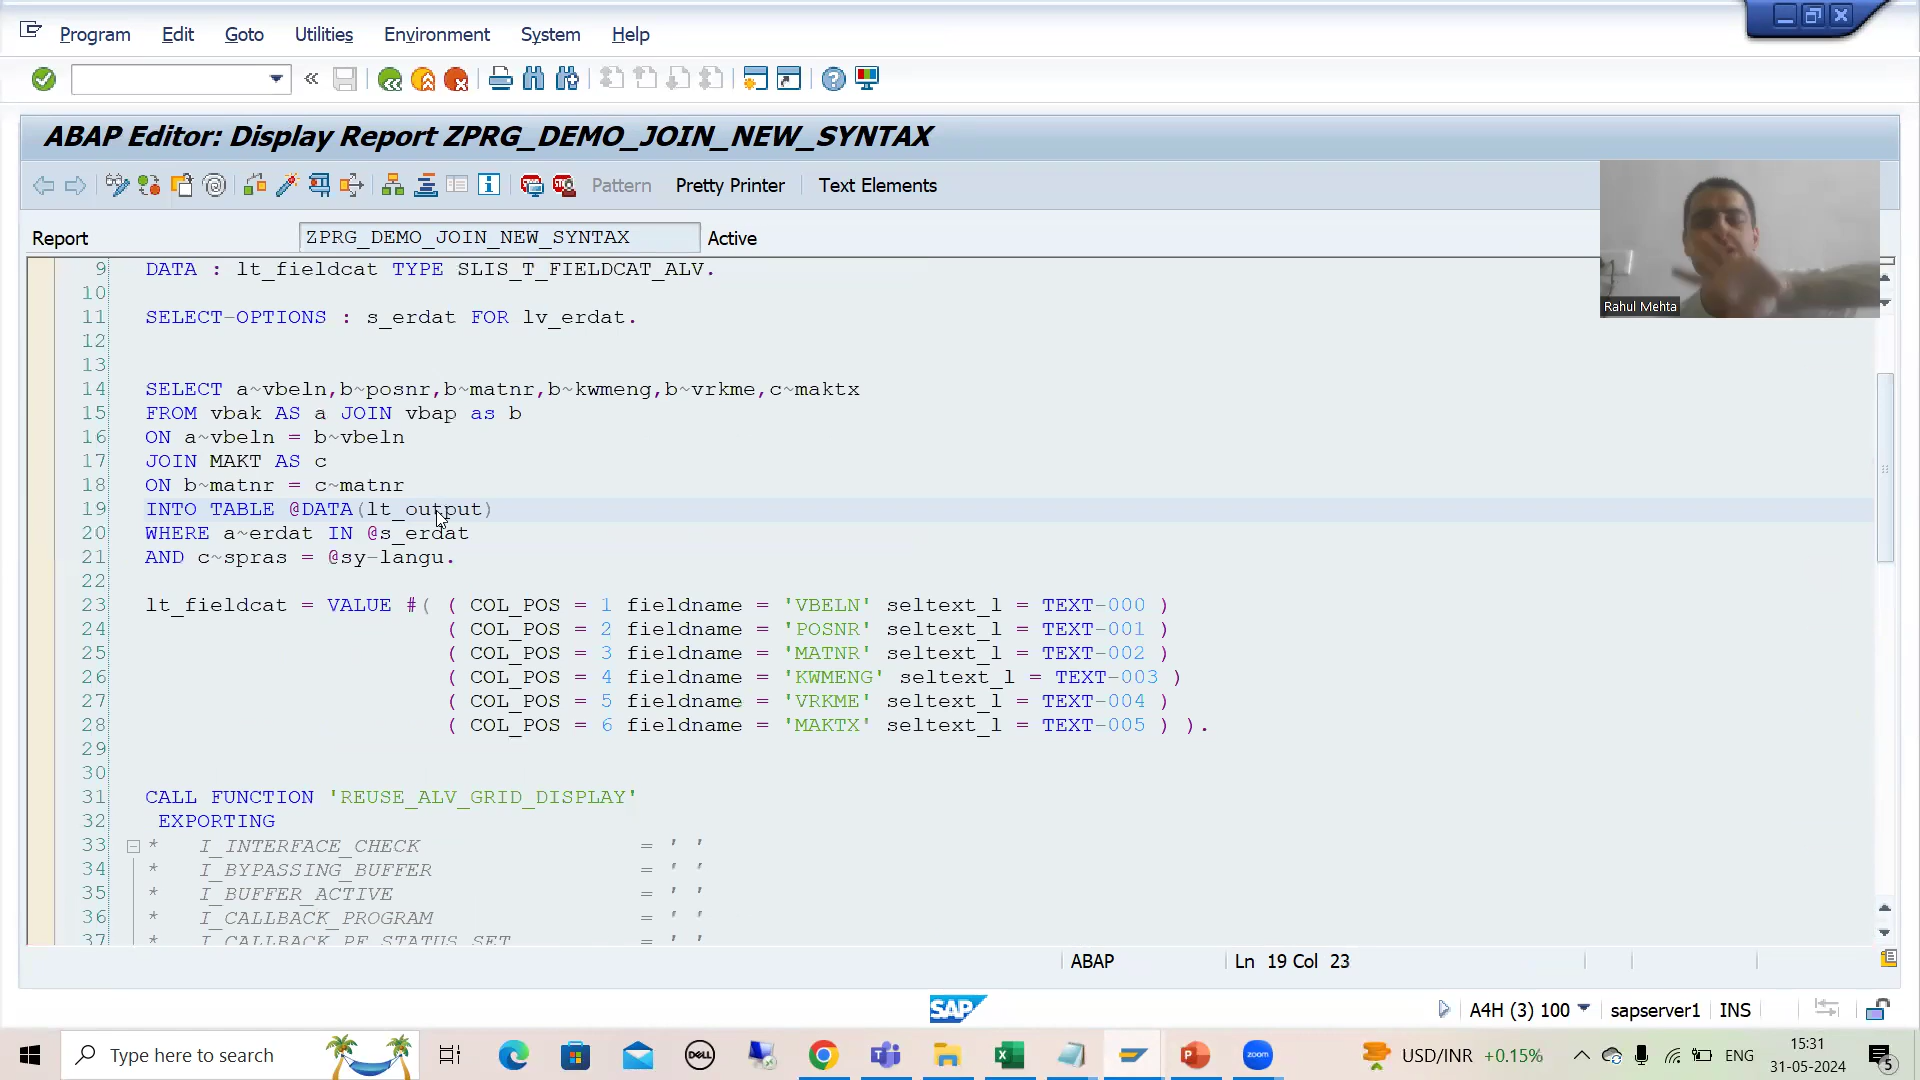 Program Edit Goto Utilities Environment System Help
ABAP Editor: Display Report ZPRG_DEMO_JOIN_NEW_SYNTAX
Pattern Pretty Printer Text Elements
Report ZPRG_DEMO_JOIN_NEW_SYNTAX Active
Rahul Mehta
9 DATA : lt_fieldcat TYPE SLIS_T_FIELDCAT_ALV.
10
11 SELECT-OPTIONS : s_erdat FOR lv_erdat.
12
13
14 SELECT a~vbeln,b~posnr,b~matnr,b~kwmeng,b~vrkme,c~maktx
15 FROM vbak AS a JOIN vbap as b
16 ON a~vbeln = b~vbeln
17 JOIN MAKT AS c
18 ON b~matnr = c~matnr
19 INTO TABLE @DATA(lt_output)
20 WHERE a~erdat IN @s_erdat
21 AND c~spras = @sy-langu.
22
23 lt_fieldcat = VALUE #( ( COL_POS = 1 fieldname = 'VBELN' seltext_l = TEXT-000 )
24 ( COL_POS = 2 fieldname = 'POSNR' seltext_l = TEXT-001 )
25 ( COL_POS = 3 fieldname = 'MATNR' seltext_l = TEXT-002 )
26 ( COL_POS = 4 fieldname = 'KWMENG' seltext_l = TEXT-003 )
27 ( COL_POS = 5 fieldname = 'VRKME' seltext_l = TEXT-004 )
28 ( COL_POS = 6 fieldname = 'MAKTX' seltext_l = TEXT-005 ) ).
29
30
31 CALL FUNCTION 'REUSE_ALV_GRID_DISPLAY'
32 EXPORTING
33 * I_INTERFACE_CHECK = ' '
34 * I_BYPASSING_BUFFER = ' '
35 * I_BUFFER_ACTIVE = ' '
36 * I_CALLBACK_PROGRAM = ' '
37 * I_CALLBACK_PF_STATUS_SET = ' '
ABAP Ln 19 Col 23
SAP
A4H (3) 100 sapserver1 INS
Type here to search
DELL
zoom
USD/INR +0.15%
ENG
15:31
31-05-2024
5